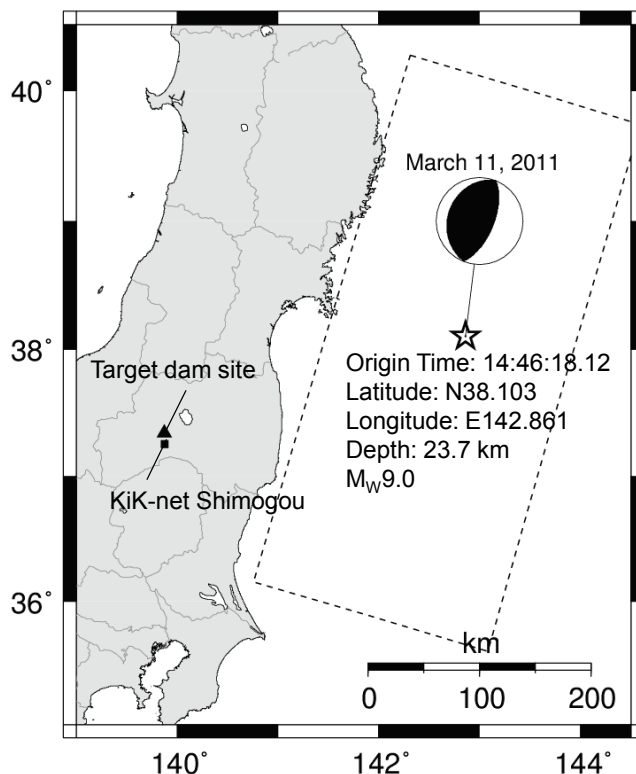 40°
March 11, 2011
38°
Origin Time: 14:46:18.12
Latitude: N38.103
Longitude: E142.861
Depth: 23.7 km
MW9.0
Target dam site
KiK-net Shimogou
36°
km
0 100 200
140° 142° 144°